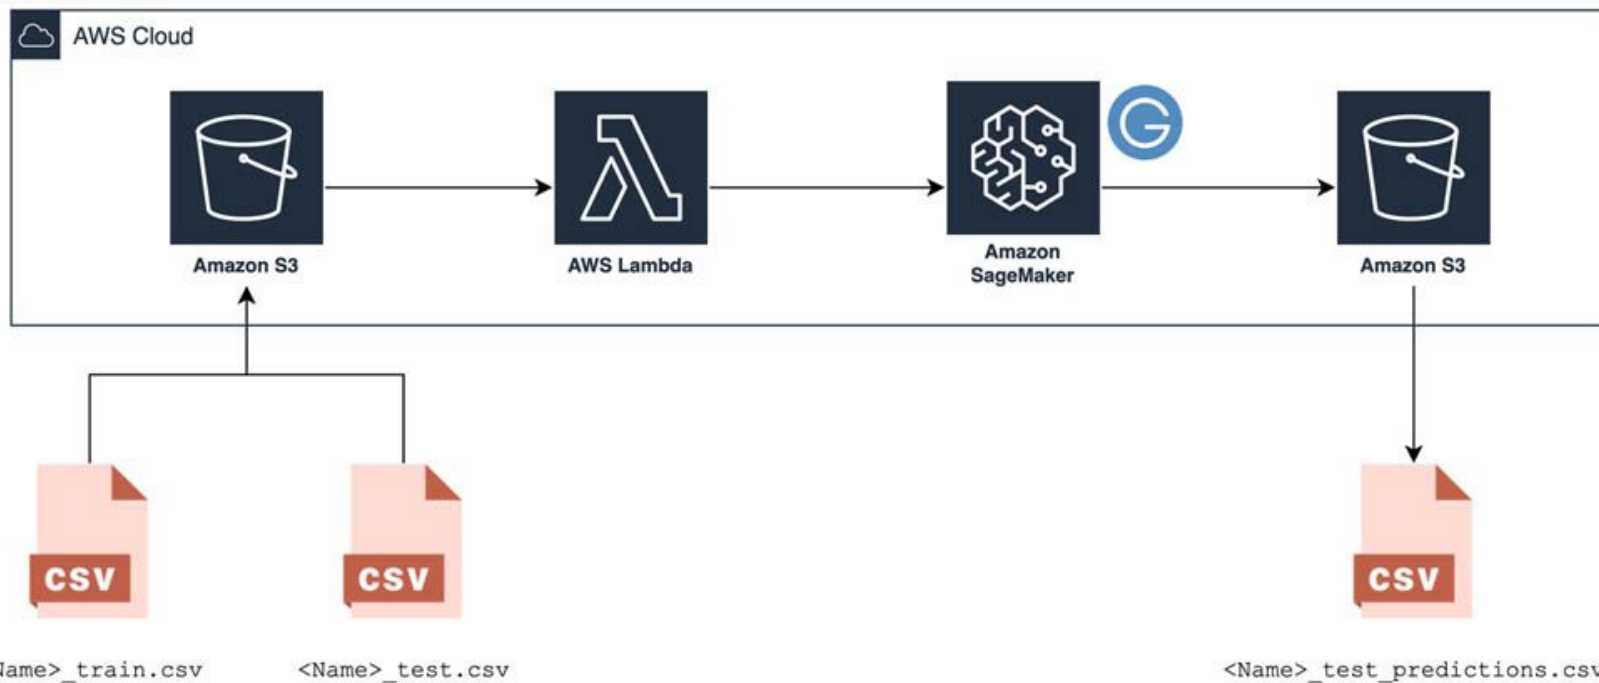 AWS Cloud
Amazon S3
AWS Lambda
Amazon
SageMaker
G
Amazon S3
CSV
CSV
CSV
Name>_train.csv
<Name>_test.csv
<Name>_test_predictions.csv